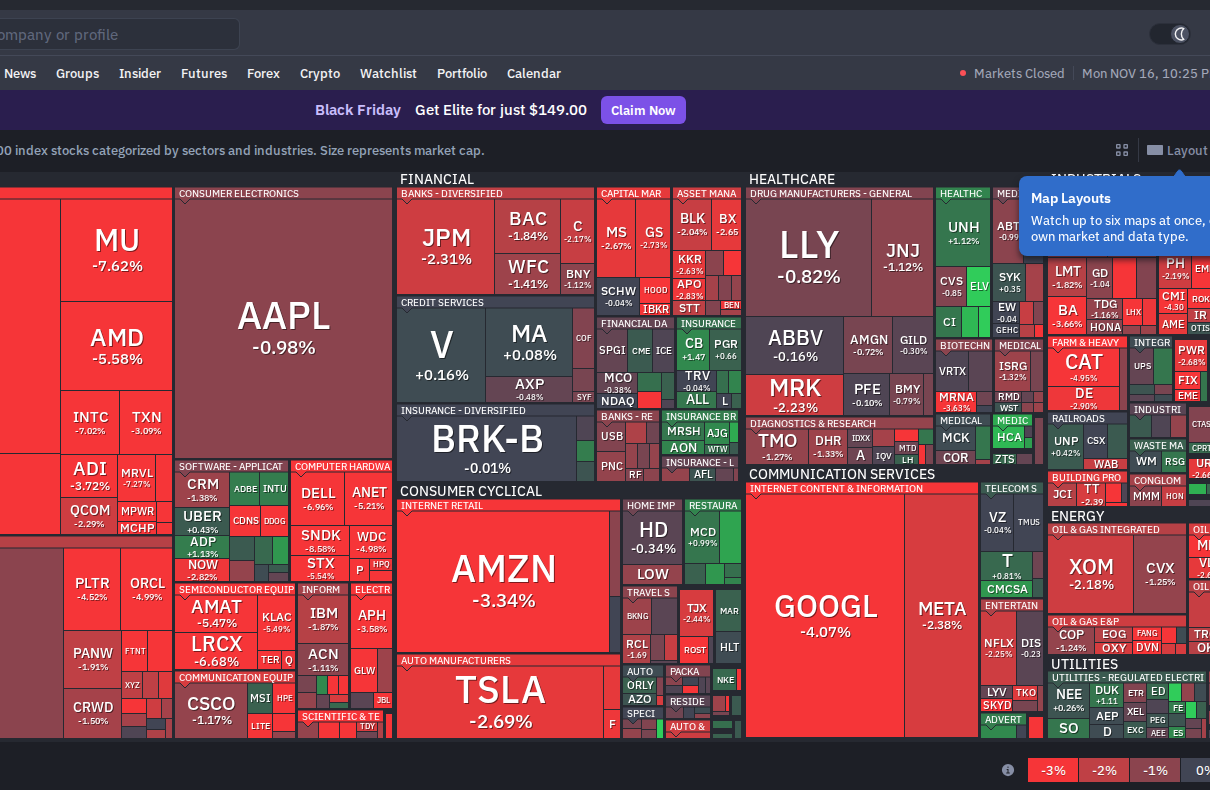 ompany or profile
News Groups Insider Futures Forex Crypto Watchlist Portfolio Calendar
Markets Closed Mon NOV 16, 10:25 P
Black Friday Get Elite for just $149.00 Claim Now
00 index stocks categorized by sectors and industries. Size represents market cap.
Layout
Map Layouts
Watch up to six maps at once,
own market and data type.
MU
-7.62%
AMD
-5.58%
INTC
-7.02%
TXN
-3.09%
ADI
-3.72%
MRVL
-7.27%
QCOM
-2.29%
MPWR
MCHP
PLTR
-4.52%
ORCL
-4.99%
PANW
-1.91%
FTNT
XYZ
CRWD
-1.50%
CONSUMER ELECTRONICS
AAPL
-0.98%
SOFTWARE - APPLICAT
CRM
-1.38%
ADBE
INTU
UBER
+0.43%
CDNS
DDOG
ADP
+1.13%
NOW
-2.82%
COMPUTER HARDWA
DELL
-6.96%
ANET
-5.21%
SNDK
-8.58%
WDC
-4.98%
STX
-5.54%
P
HPQ
SEMICONDUCTOR EQUIP
AMAT
-5.47%
KLAC
-5.49%
LRCX
-6.68%
TER
Q
INFORM
IBM
-1.87%
ACN
-1.11%
ELECTR
APH
-3.58%
GLW
JBL
COMMUNICATION EQUIP
CSCO
-1.17%
MSI
HPE
LITE
SCIENTIFIC & TE
TDY
FINANCIAL
BANKS - DIVERSIFIED
JPM
-2.31%
BAC
-1.84%
C
-2.17%
WFC
-1.41%
BNY
-1.12%
CAPITAL MAR
MS
-2.67%
GS
-2.73%
SCHW
-0.04%
HOOD
IBKR
ASSET MANA
BLK
-2.04%
BX
-2.65
KKR
-2.63%
APO
-2.83%
STT
BEN
CREDIT SERVICES
V
+0.16%
MA
+0.08%
COF
AXP
-0.48%
SYF
FINANCIAL DA
SPGI
CME
ICE
MCO
-0.38%
NDAQ
INSURANCE
CB
+1.47
PGR
+0.66
TRV
-0.04%
ALL
L
INSURANCE - DIVERSIFIED
BRK-B
-0.01%
BANKS - RE
USB
PNC
RF
INSURANCE BR
MRSH
AJG
AON
WTW
INSURANCE - L
AFL
CONSUMER CYCLICAL
INTERNET RETAIL
AMZN
-3.34%
AUTO MANUFACTURERS
TSLA
-2.69%
F
HOME IMP
HD
-0.34%
LOW
RESTAURA
MCD
+0.99%
TRAVEL S
BKNG
RCL
-1.69
TJX
-2.44%
ROST
MAR
HLT
AUTO
ORLY
AZO
PACKA
NKE
SPECI
RESIDE
AUTO &
HEALTHCARE
DRUG MANUFACTURERS - GENERAL
LLY
-0.82%
JNJ
-1.12%
ABBV
-0.16%
AMGN
-0.72%
GILD
-0.30%
MRK
-2.23%
PFE
-0.10%
BMY
-0.79%
HEALTHC
UNH
+1.12%
CVS
-0.85
ELV
CI
MED
ABT
-0.99
SYK
+0.35
EW
-0.04
GEHC
BIOTECHN
VRTX
MRNA
-3.63%
MEDICAL
ISRG
-1.32%
RMD
WST
DIAGNOSTICS & RESEARCH
TMO
-1.27%
DHR
-1.33%
IDXX
A
IQV
MTD
LH
MEDICAL
MCK
COR
MEDIC
HCA
ZTS
COMMUNICATION SERVICES
INTERNET CONTENT & INFORMATION
GOOGL
-4.07%
META
-2.38%
TELECOM S
VZ
-0.04%
TMUS
T
+0.81%
CMCSA
ENTERTAIN
NFLX
-2.25%
DIS
-0.23
LYV
TKO
SKYD
ADVERT
INDUSTRIALS
LMT
-1.82%
GD
-1.04
TDG
-1.16%
LHX
BA
-3.66%
HONA
PH
-2.19%
EME
CMI
-4.30
ROK
AME
IR
OTIS
FARM & HEAVY
CAT
-4.95%
DE
-2.90%
INTEGR
UPS
PWR
-2.68%
FIX
EME
RAILROADS
UNP
+0.42%
CSX
WAB
INDUSTRI
CTAS
WASTE MA
WM
RSG
CPRT
UR
-2.66
BUILDING PRO
JCI
TT
-2.39
CONGLOM
MMM
HON
ENERGY
OIL & GAS INTEGRATED
XOM
-2.18%
CVX
-1.25%
OIL
OIL & GAS E&P
COP
-1.24%
EOG
FANG
OXY
DVN
OIL
TR
UTILITIES
UTILITIES - REGULATED ELECTRI
NEE
+0.26%
DUK
+1.11
ETR
ED
SO
AEP
XEL
FE
D
EXC
PEG
AEE
ES
-3% -2% -1% 0%